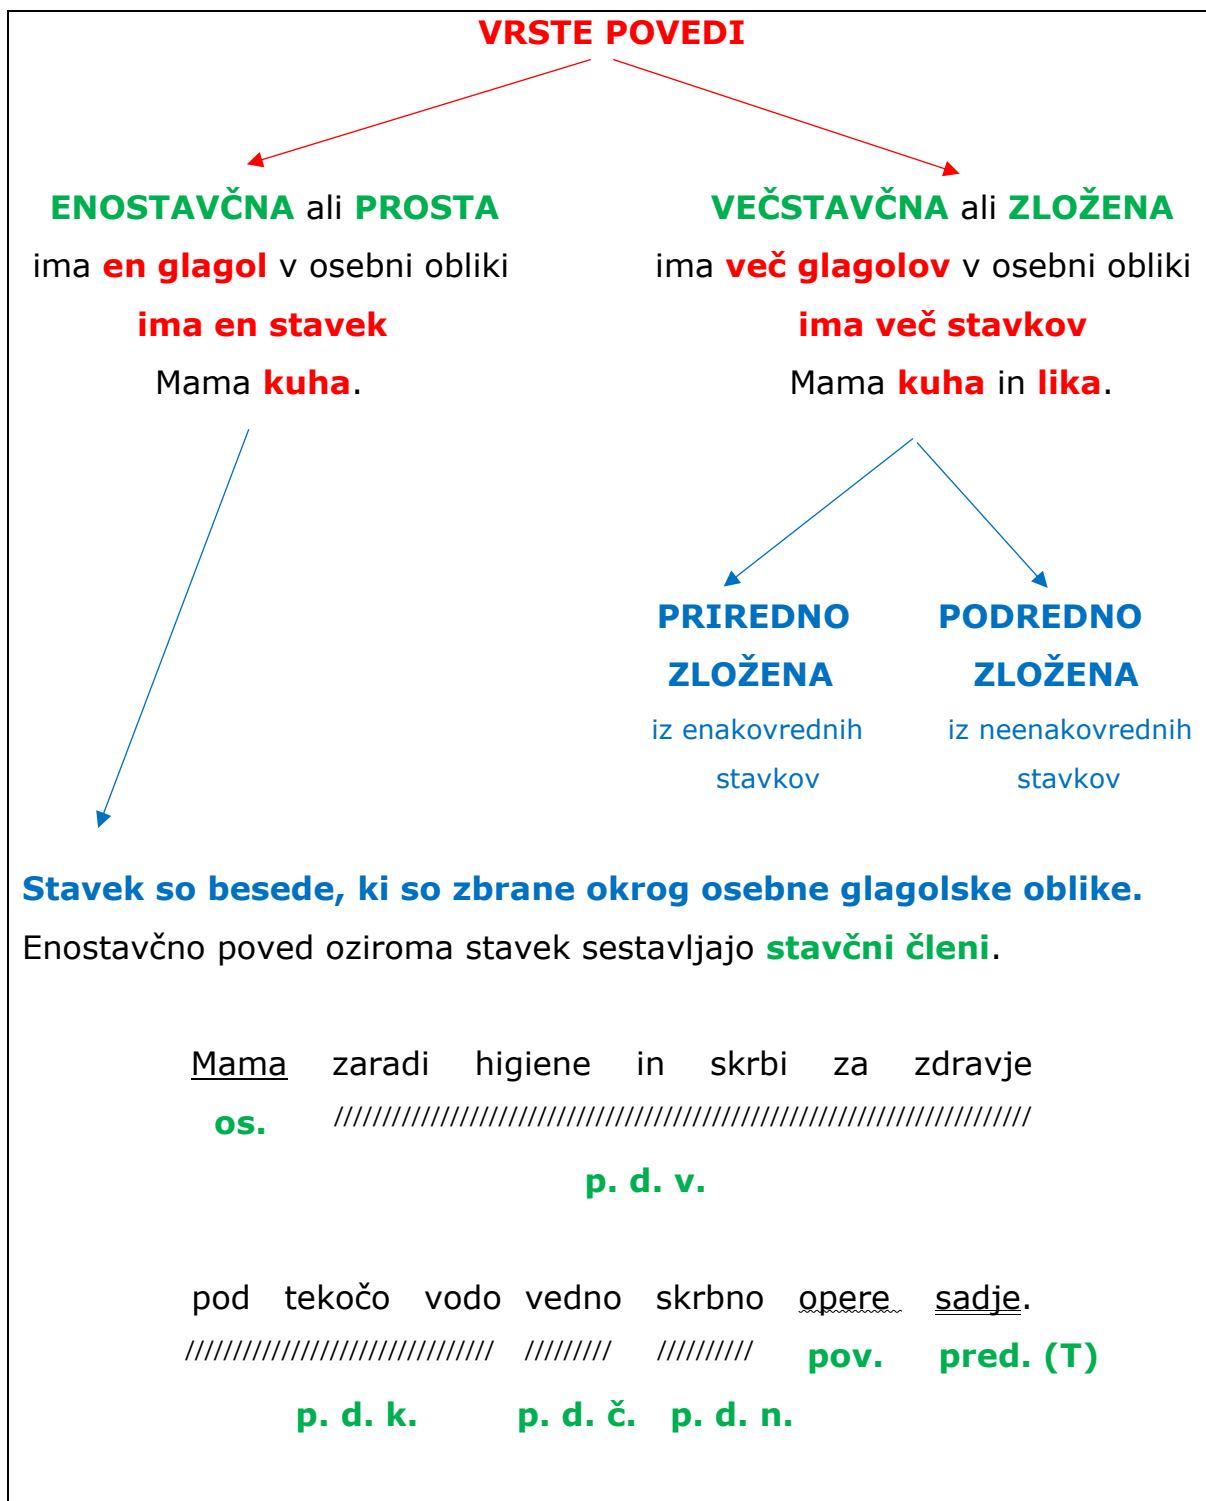 VRSTE POVEDI
ENOSTAVČNA ali PROSTA
ima en glagol v osebni obliki
ima en stavek
Mama kuha.
VEČSTAVČNA ali ZLOŽENA
ima več glagolov v osebni obliki
ima več stavkov
Mama kuha in lika.
PRIREDNO
ZLOŽENA
iz enakovrednih
stavkov
PODREDNO
ZLOŽENA
iz neenakovrednih
stavkov
Stavek so besede, ki so zbrane okrog osebne glagolske oblike.
Enostavčno poved oziroma stavek sestavljajo stavčni členi.
Mama zaradi higiene in skrbi za zdravje
os. ////////////////////////////////////////////////////////////////////////
p. d. v.
pod tekočo vodo vedno skrbno opere sadje.
//////////////////////////////// ///////// ////////// pov. pred. (T)
p. d. k. p. d. č. p. d. n.